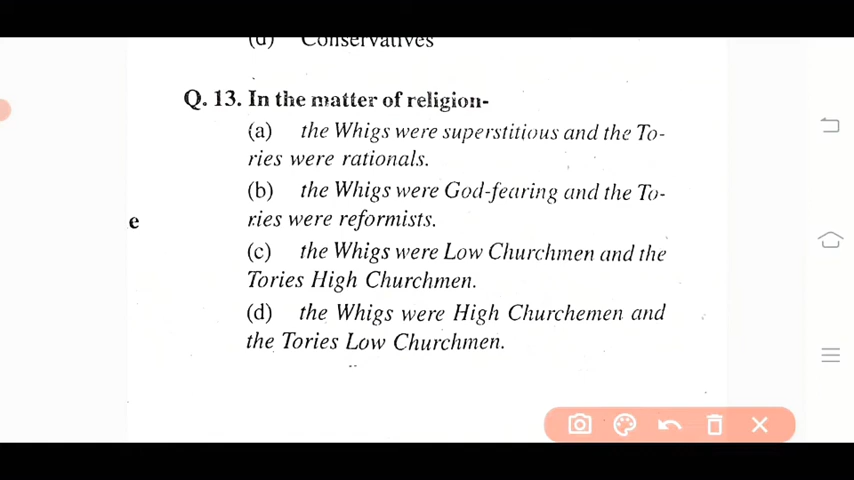 (d) Conservatives
Q. 13. In the matter of religion-
(a) the Whigs were superstitious and the To-
ries were rationals.
(b) the Whigs were God-fearing and the To-
ries were reformists.
e
(c) the Whigs were Low Churchmen and the
Tories High Churchmen.
(d) the Whigs were High Churchemen and
the Tories Low Churchmen.